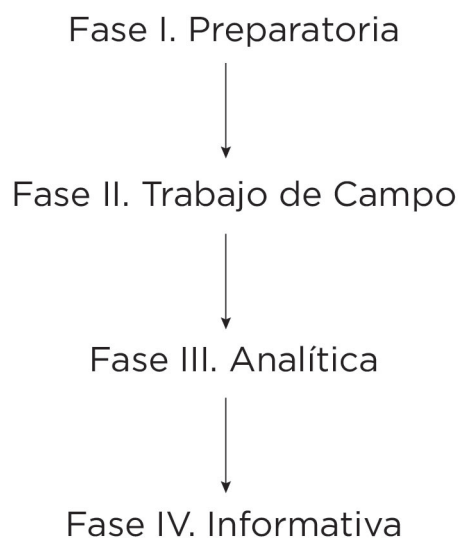 Fase I. Preparatoria
Fase II. Trabajo de Campo
Fase III. Analítica
Fase IV. Informativa